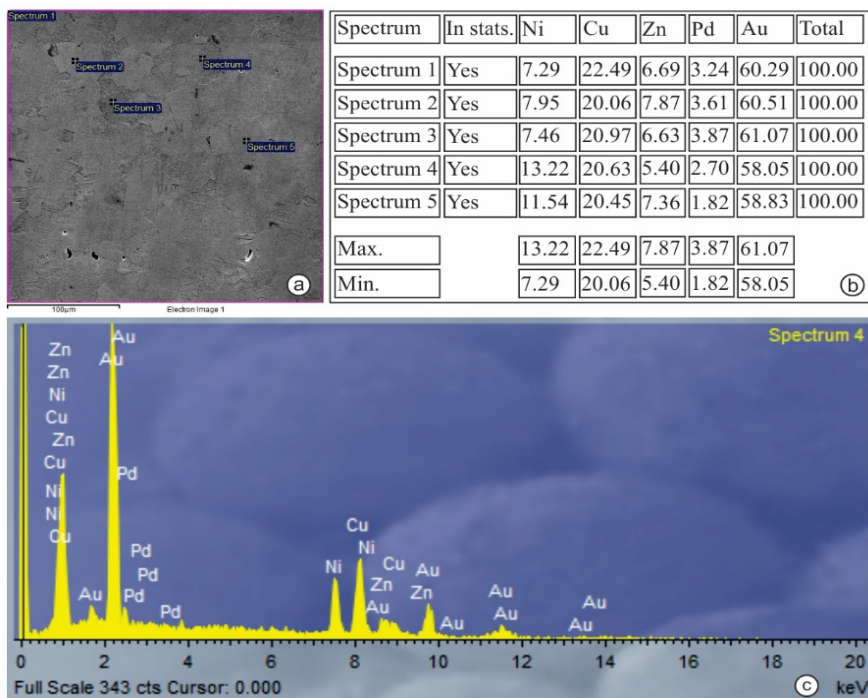 Spectrum 1
Spectrum 2
Spectrum 4
Spectrum 3
Spectrum 5
a
100μm Electron Image 1
Spectrum In stats. Ni Cu Zn Pd Au Total
Spectrum 1 Yes 7.29 22.49 6.69 3.24 60.29 100.00
Spectrum 2 Yes 7.95 20.06 7.87 3.61 60.51 100.00
Spectrum 3 Yes 7.46 20.97 6.63 3.87 61.07 100.00
Spectrum 4 Yes 13.22 20.63 5.40 2.70 58.05 100.00
Spectrum 5 Yes 11.54 20.45 7.36 1.82 58.83 100.00
Max. 13.22 22.49 7.87 3.87 61.07
Min. 7.29 20.06 5.40 1.82 58.05
b
Spectrum 4
Au
Zn Au
Zn
Ni
Cu
Zn
Cu Pd
Ni
Ni Cu
Cu Pd Ni
Pd Ni Cu Au
Au Pd Zn Zn Au Au
Pd Au Au Au Au
0 2 4 6 8 10 12 14 16 18 20
Full Scale 343 cts Cursor: 0.000 c keV